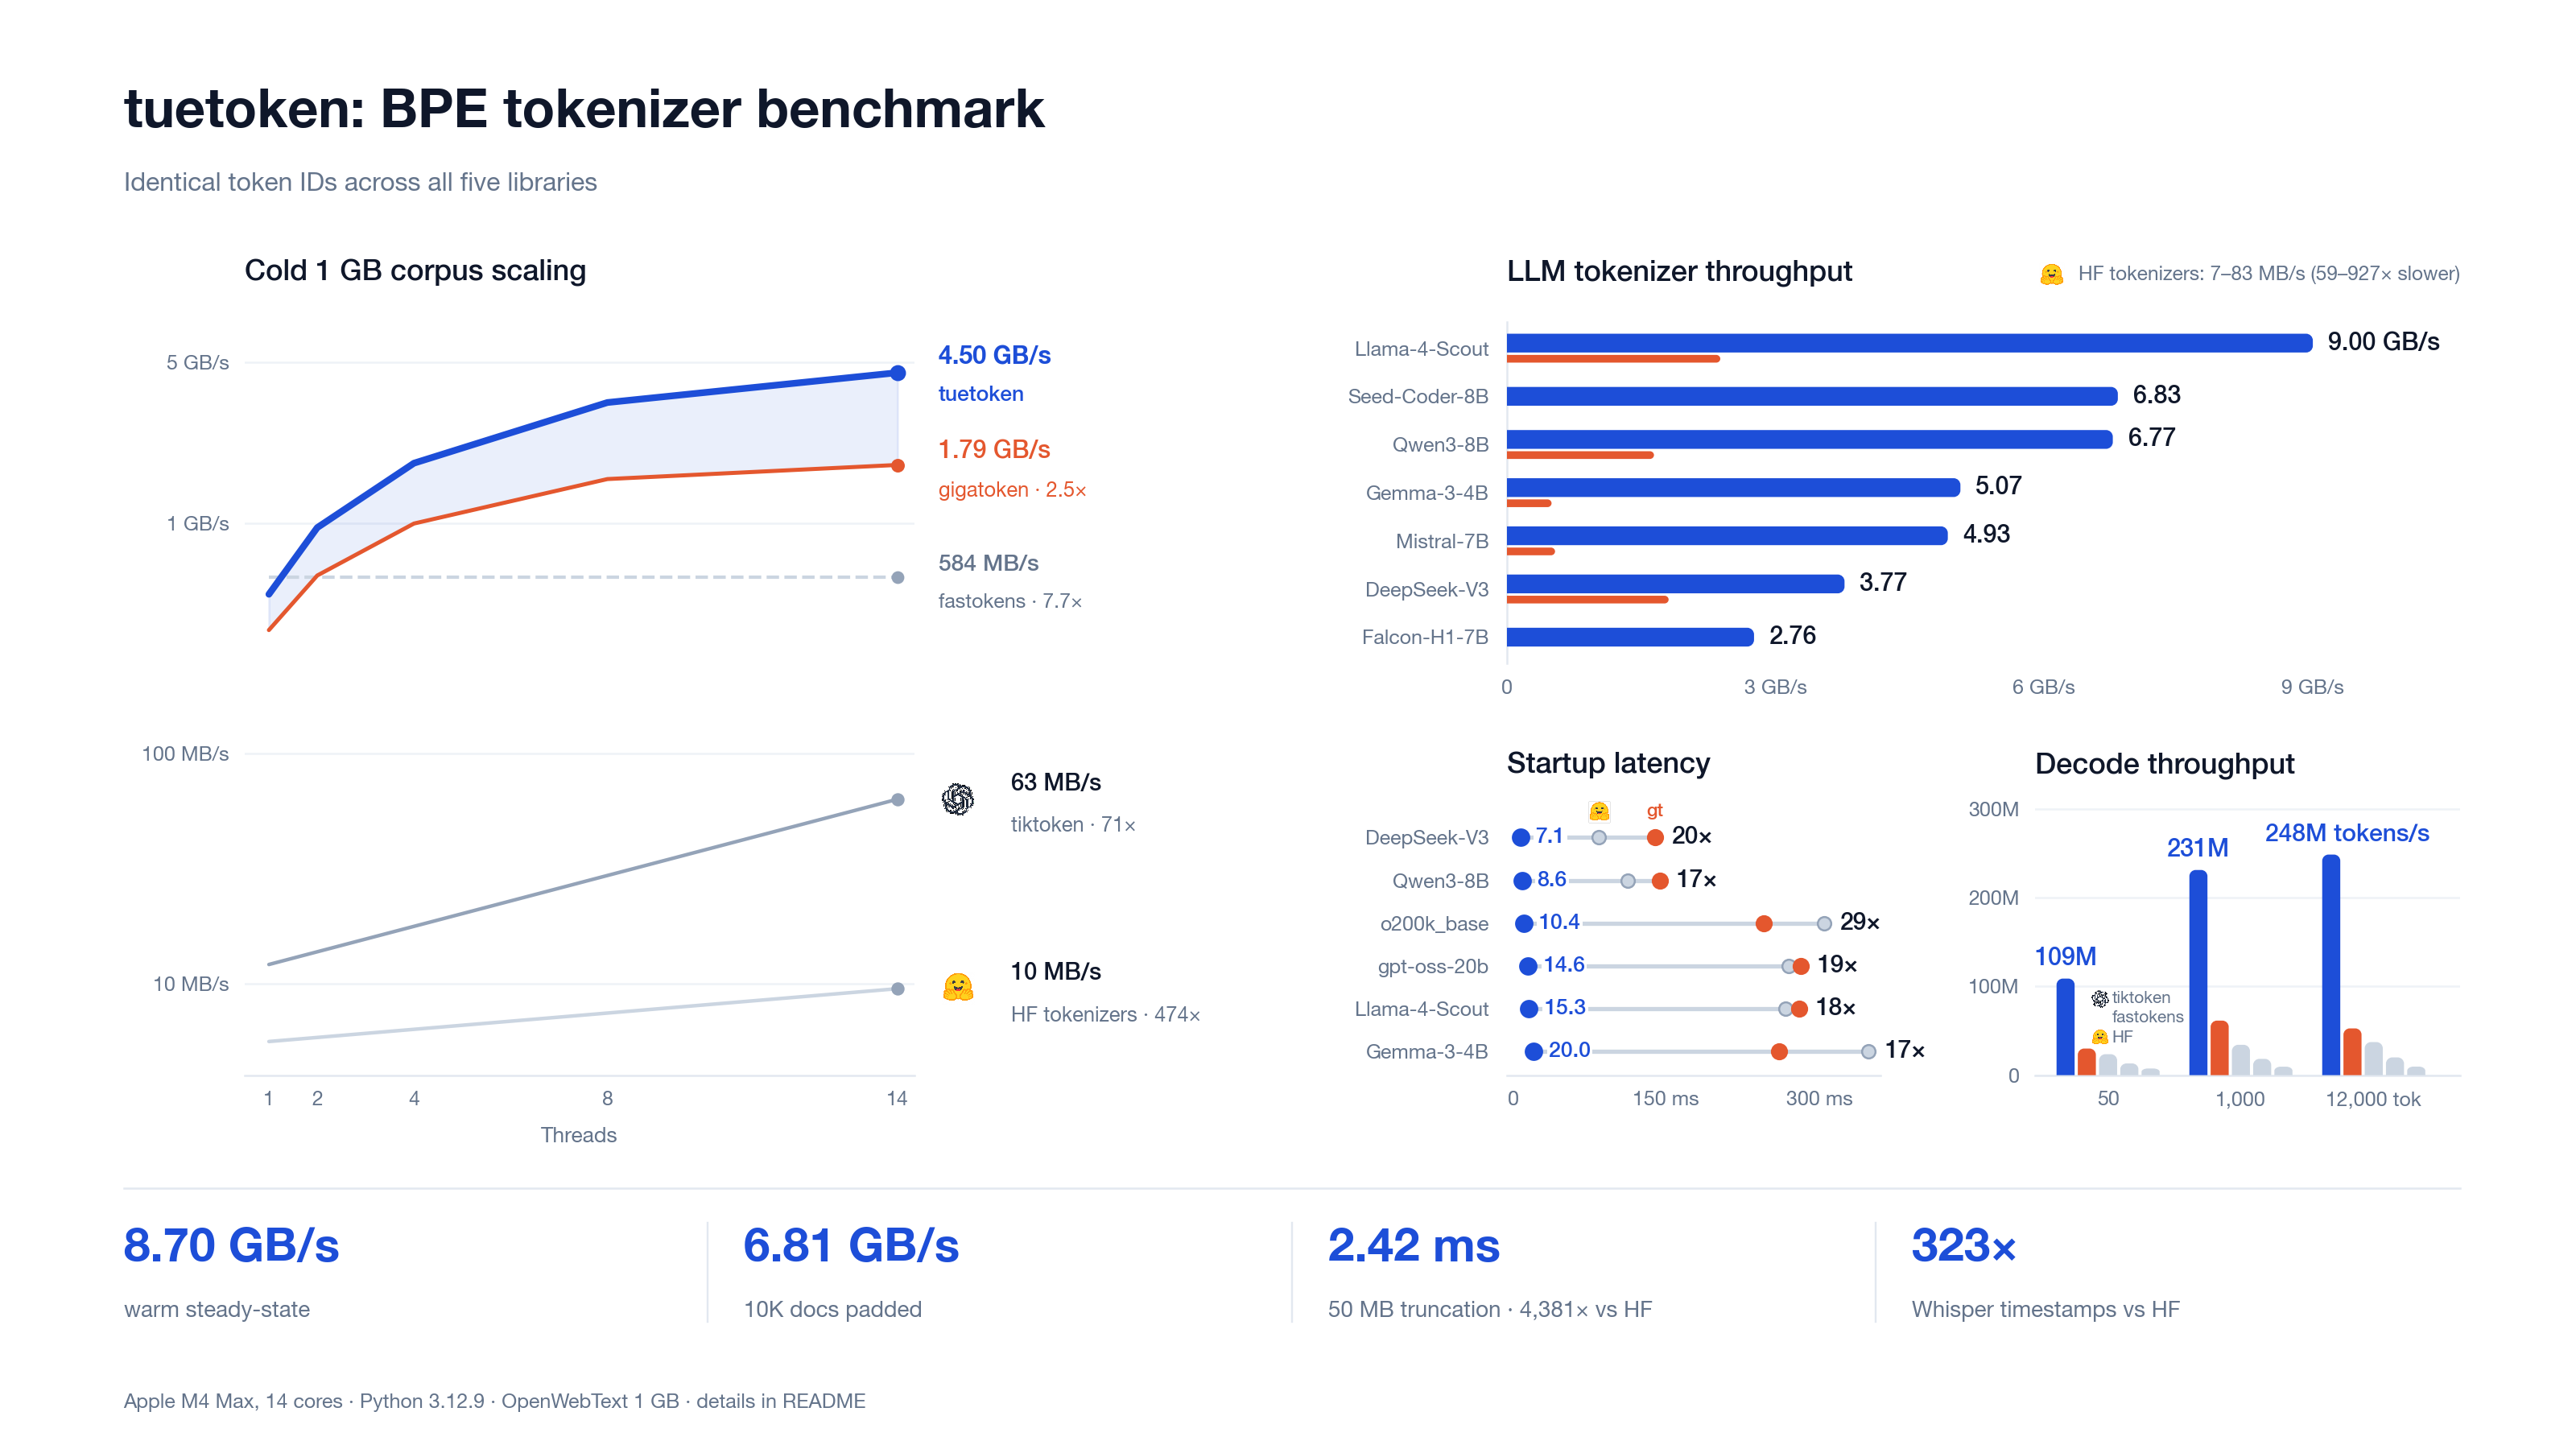 tuetoken: BPE tokenizer benchmark
Identical token IDs across all five libraries
Cold 1 GB corpus scaling
5 GB/s
1 GB/s
4.50 GB/s
tuetoken
1.79 GB/s
gigatoken · 2.5×
584 MB/s
fastokens · 7.7×
100 MB/s
10 MB/s
63 MB/s
tiktoken · 71×
10 MB/s
HF tokenizers · 474×
1 2 4 8 14
Threads
LLM tokenizer throughput
HF tokenizers: 7–83 MB/s (59–927× slower)
Llama-4-Scout 9.00 GB/s
Seed-Coder-8B 6.83
Qwen3-8B 6.77
Gemma-3-4B 5.07
Mistral-7B 4.93
DeepSeek-V3 3.77
Falcon-H1-7B 2.76
0 3 GB/s 6 GB/s 9 GB/s
Startup latency
gt
DeepSeek-V3 7.1 20×
Qwen3-8B 8.6 17×
o200k_base 10.4 29×
gpt-oss-20b 14.6 19×
Llama-4-Scout 15.3 18×
Gemma-3-4B 20.0 17×
0 150 ms 300 ms
Decode throughput
300M
200M
100M
0
109M
231M
248M tokens/s
tiktoken
fastokens
HF
50 1,000 12,000 tok
8.70 GB/s
warm steady-state
6.81 GB/s
10K docs padded
2.42 ms
50 MB truncation · 4,381× vs HF
323×
Whisper timestamps vs HF
Apple M4 Max, 14 cores · Python 3.12.9 · OpenWebText 1 GB · details in README